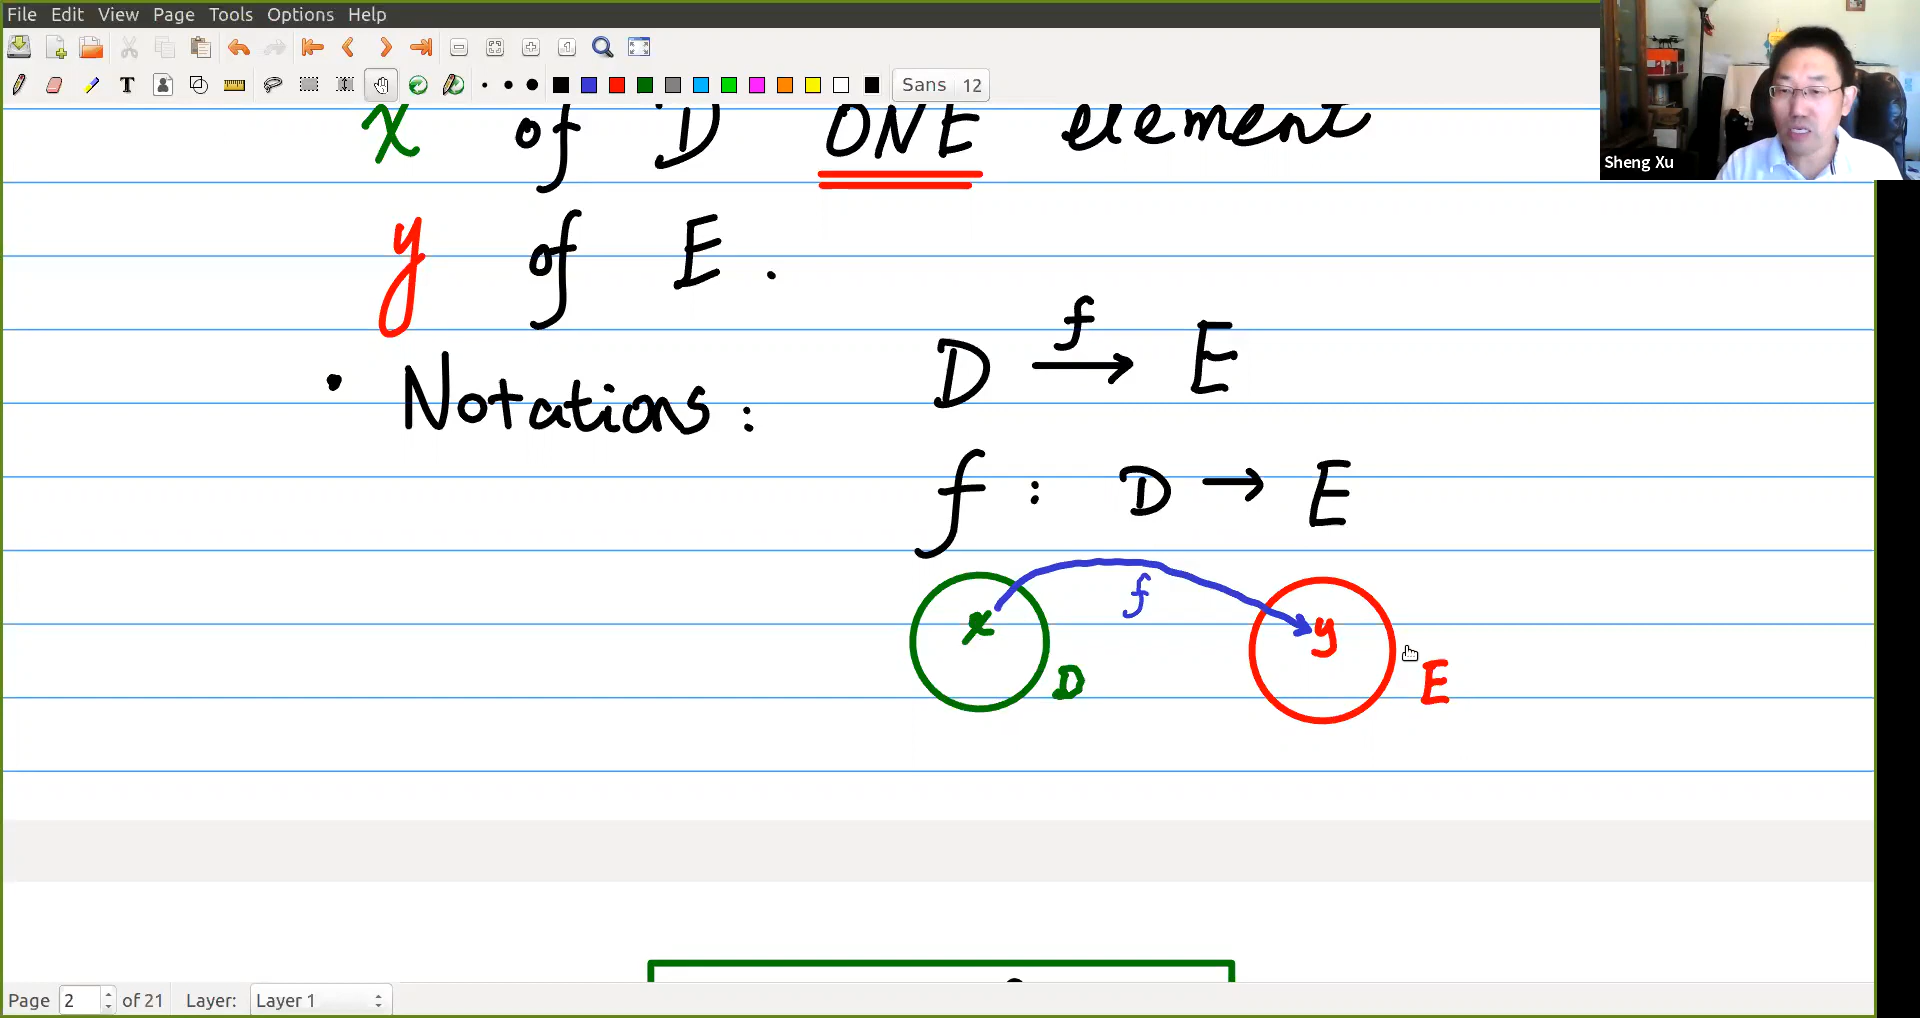 File Edit View Page Tools Options Help
Sans 12
Sheng Xu
x of D ONE element
y of E.
D f→ E
• Notations:
f : D → E
f
x y
D E
Page 2 of 21 Layer: Layer 1